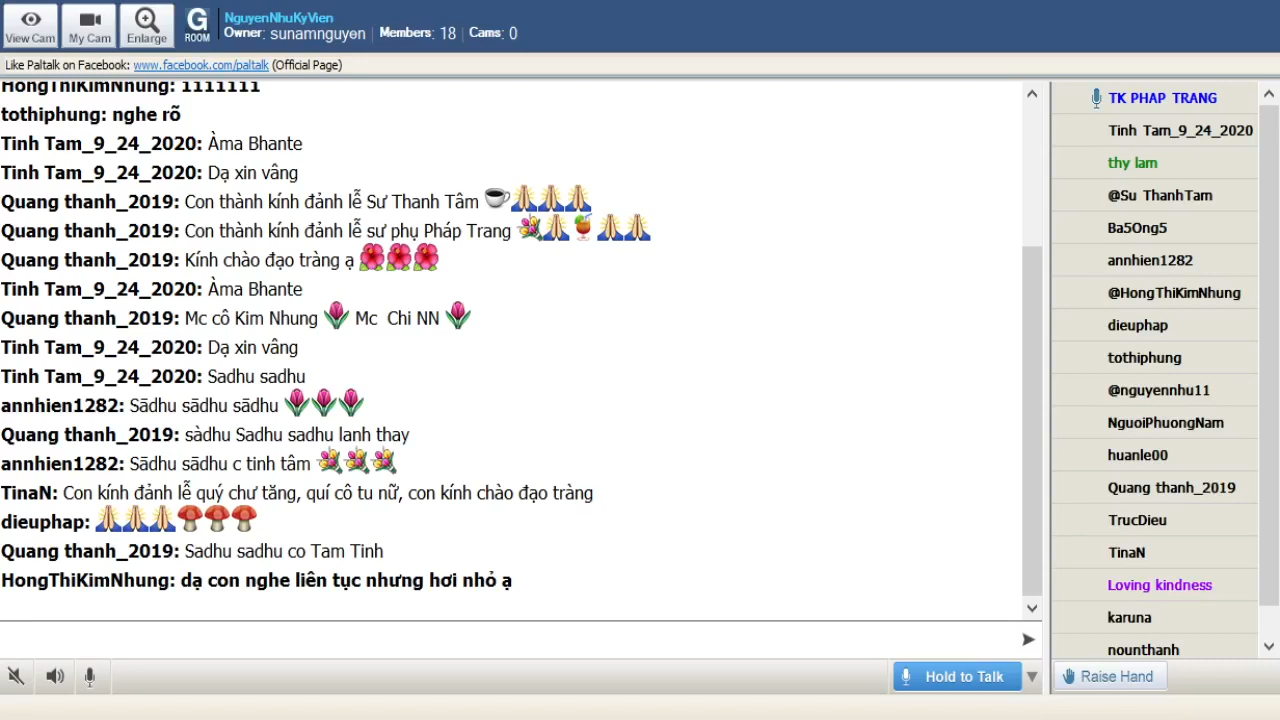 View Cam
My Cam
Enlarge
G
ROOM
NguyenNhuKyVien
Owner: sunamnguyen | Members: 18 | Cams: 0
Like Paltalk on Facebook: www.facebook.com/paltalk (Official Page)
HongThiKimNhung: 1111111
tothiphung: nghe rõ
Tinh Tam_9_24_2020: Àma Bhante
Tinh Tam_9_24_2020: Dạ xin vâng
Quang thanh_2019: Con thành kính đảnh lễ Sư Thanh Tâm ☕🙏🙏🙏
Quang thanh_2019: Con thành kính đảnh lễ sư phụ Pháp Trang 💐🙏🍹🙏🙏
Quang thanh_2019: Kính chào đạo tràng ạ 🌺🌺🌺
Tinh Tam_9_24_2020: Àma Bhante
Quang thanh_2019: Mc cô Kim Nhung 🌷 Mc Chi NN 🌷
Tinh Tam_9_24_2020: Dạ xin vâng
Tinh Tam_9_24_2020: Sadhu sadhu
annhien1282: Sādhu sādhu sādhu 🌷🌷🌷
Quang thanh_2019: sàdhu Sadhu sadhu lanh thay
annhien1282: Sādhu sādhu c tinh tâm 💐💐💐
TinaN: Con kính đảnh lễ quý chư tăng, quí cô tu nữ, con kính chào đạo tràng
dieuphap: 🙏🙏🙏🍄🍄🍄
Quang thanh_2019: Sadhu sadhu co Tam Tinh
HongThiKimNhung: dạ con nghe liên tục nhưng hơi nhỏ ạ
Hold to Talk
TK PHAP TRANG
Tinh Tam_9_24_2020
thy lam
@Su ThanhTam
Ba5Ong5
annhien1282
@HongThiKimNhung
dieuphap
tothiphung
@nguyennhu11
NguoiPhuongNam
huanle00
Quang thanh_2019
TrucDieu
TinaN
Loving kindness
karuna
nounthanh
Raise Hand